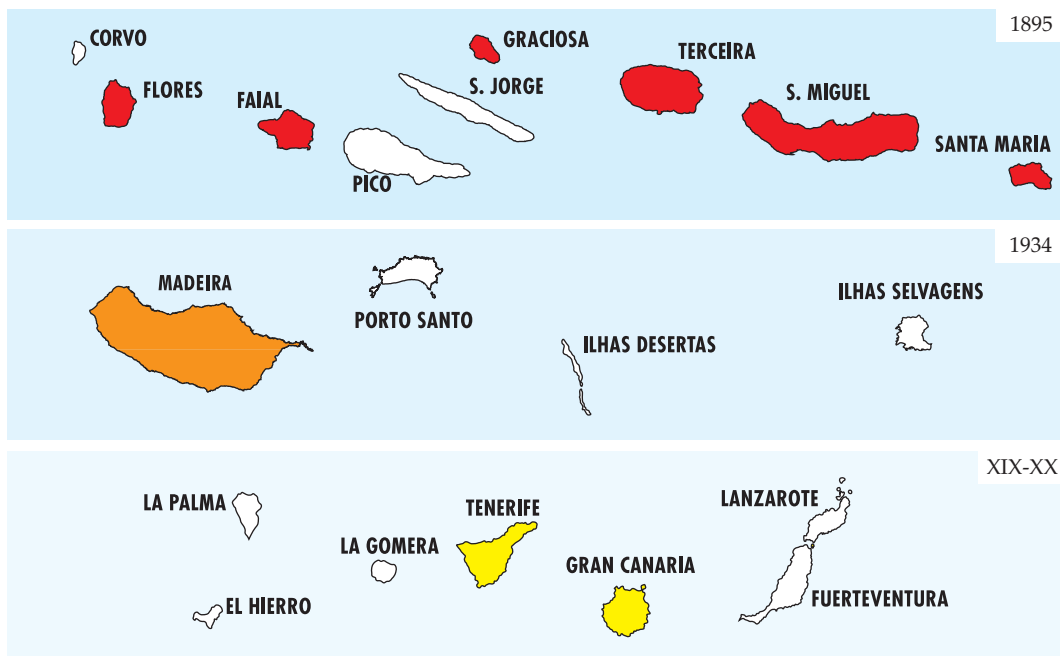 1895
CORVO
GRACIOSA
TERCEIRA
FLORES
FAIAL
S. JORGE
S. MIGUEL
SANTA MARIA
PICO
1934
MADEIRA
PORTO SANTO
ILHAS DESERTAS
ILHAS SELVAGENS
XIX-XX
LA PALMA
TENERIFE
LANZAROTE
LA GOMERA
GRAN CANARIA
EL HIERRO
FUERTEVENTURA